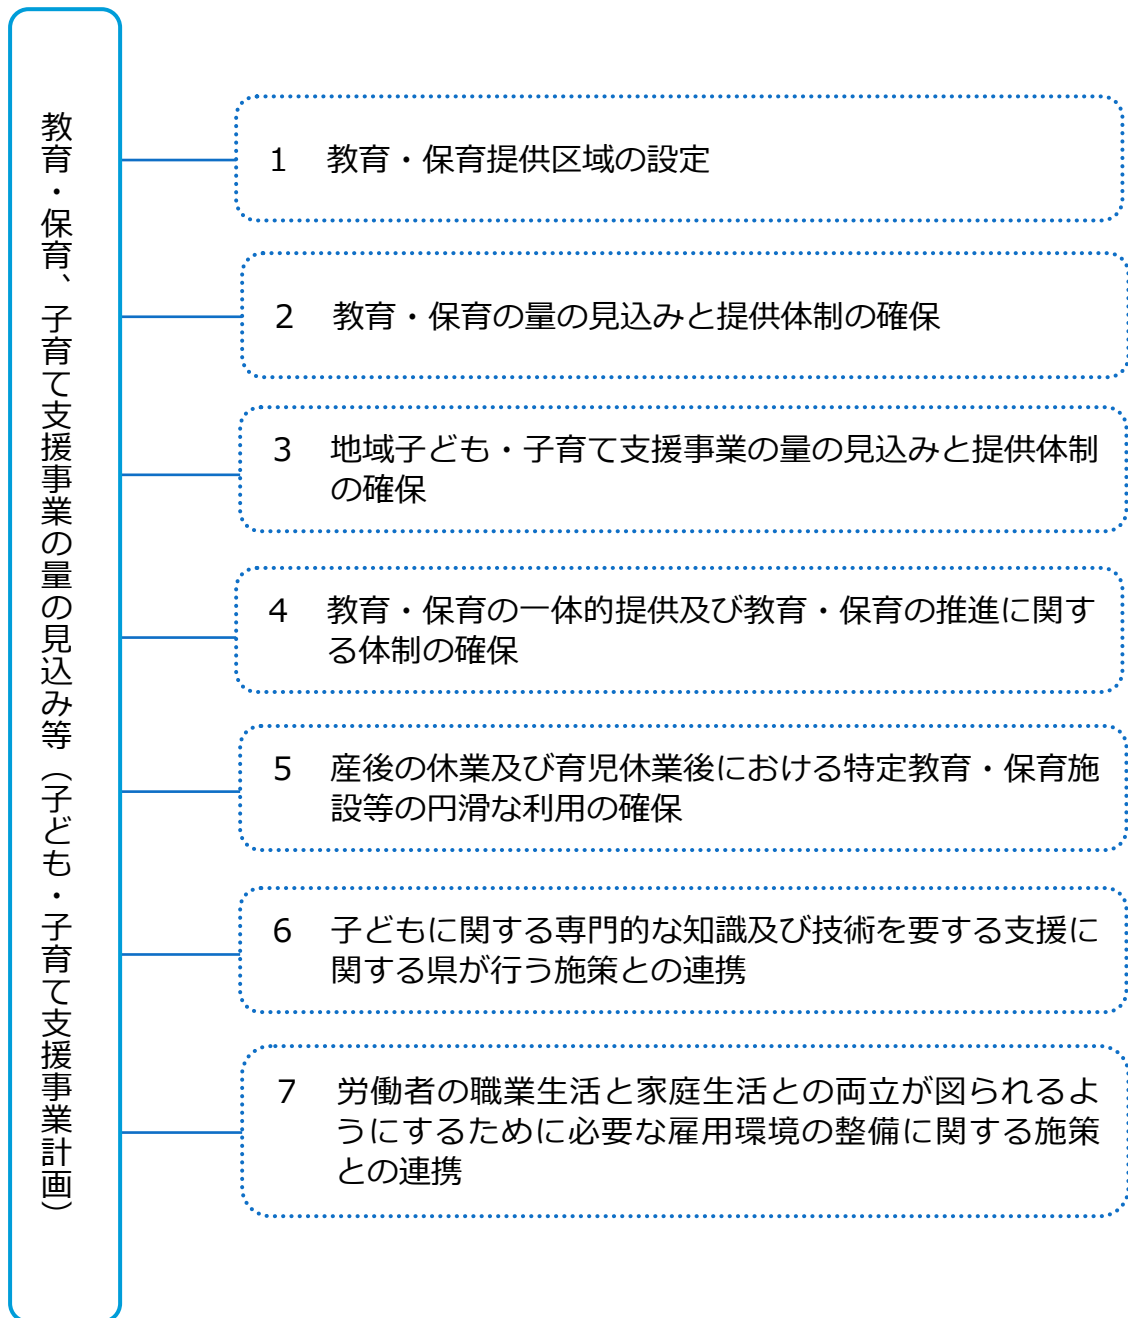 教育・保育、子育て支援事業の量の見込み等（子ども・子育て支援事業計画）
１　教育・保育提供区域の設定
２　教育・保育の量の見込みと提供体制の確保
３　地域子ども・子育て支援事業の量の見込みと提供体制
の確保
４　教育・保育の一体的提供及び教育・保育の推進に関す
る体制の確保
５　産後の休業及び育児休業後における特定教育・保育施
設等の円滑な利用の確保
６　子どもに関する専門的な知識及び技術を要する支援に
関する県が行う施策との連携
７　労働者の職業生活と家庭生活との両立が図られるよ
うにするために必要な雇用環境の整備に関する施策
との連携